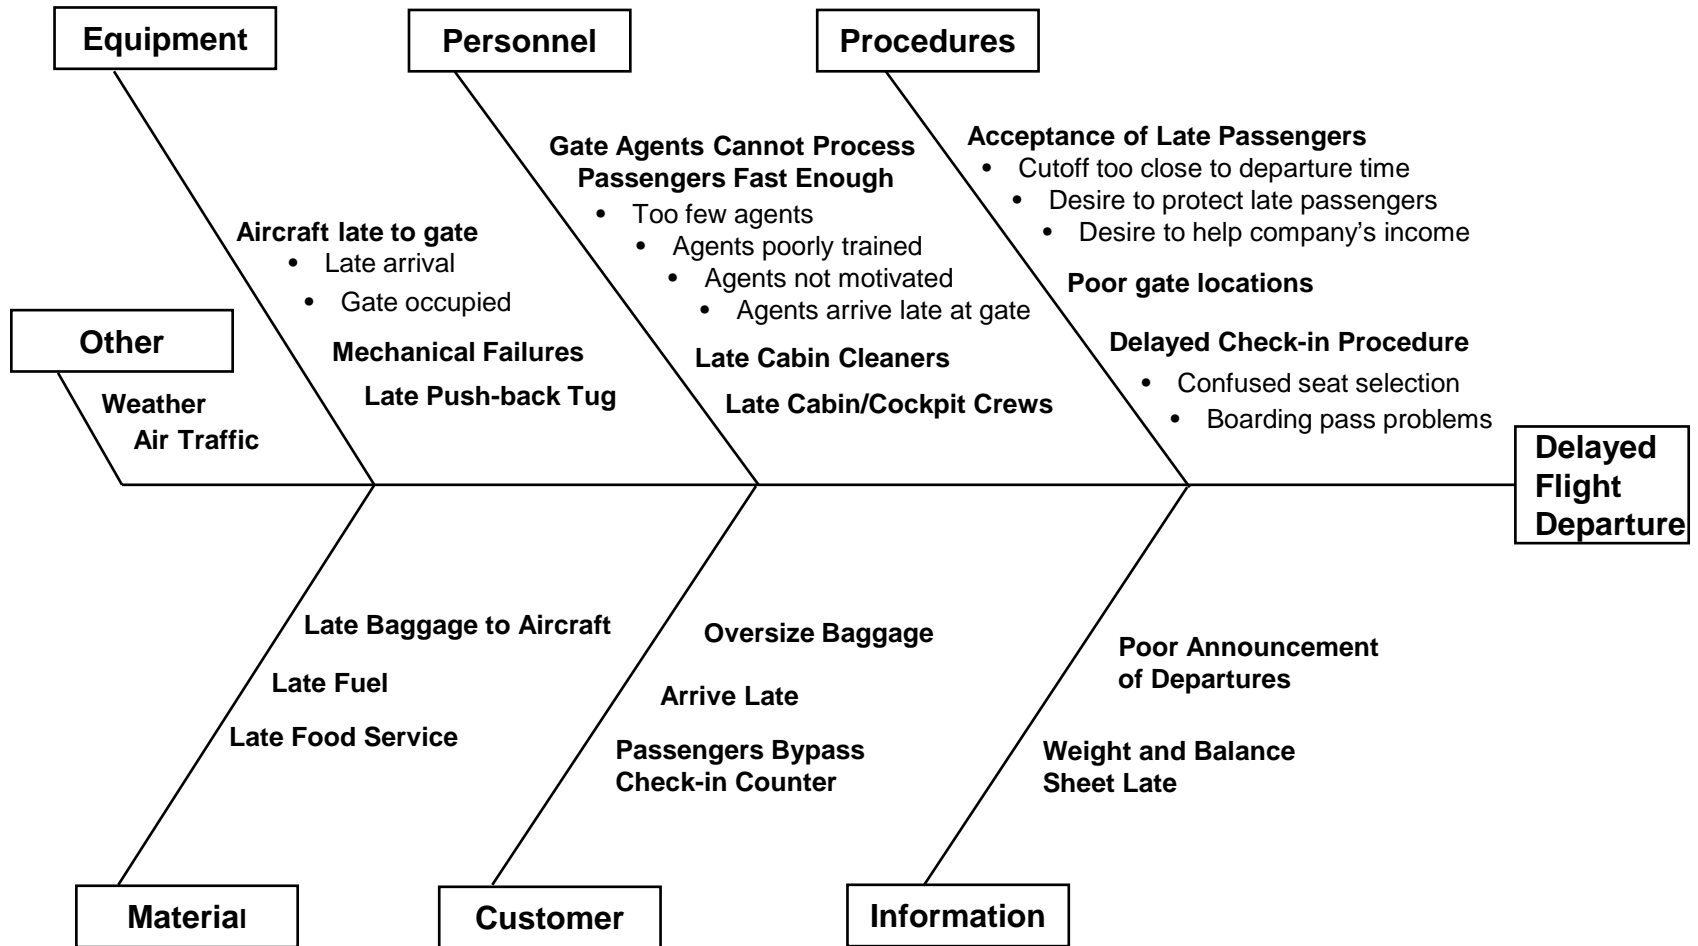 Equipment
Personnel
Procedures
Other
Weather
Air Traffic
Aircraft late to gate
• Late arrival
• Gate occupied
Mechanical Failures
Late Push-back Tug
Gate Agents Cannot Process
Passengers Fast Enough
• Too few agents
• Agents poorly trained
• Agents not motivated
• Agents arrive late at gate
Late Cabin Cleaners
Late Cabin/Cockpit Crews
Acceptance of Late Passengers
• Cutoff too close to departure time
• Desire to protect late passengers
• Desire to help company’s income
Poor gate locations
Delayed Check-in Procedure
• Confused seat selection
• Boarding pass problems
Delayed
Flight
Departure
Late Baggage to Aircraft
Late Fuel
Late Food Service
Oversize Baggage
Arrive Late
Passengers Bypass
Check-in Counter
Poor Announcement
of Departures
Weight and Balance
Sheet Late
Material
Customer
Information